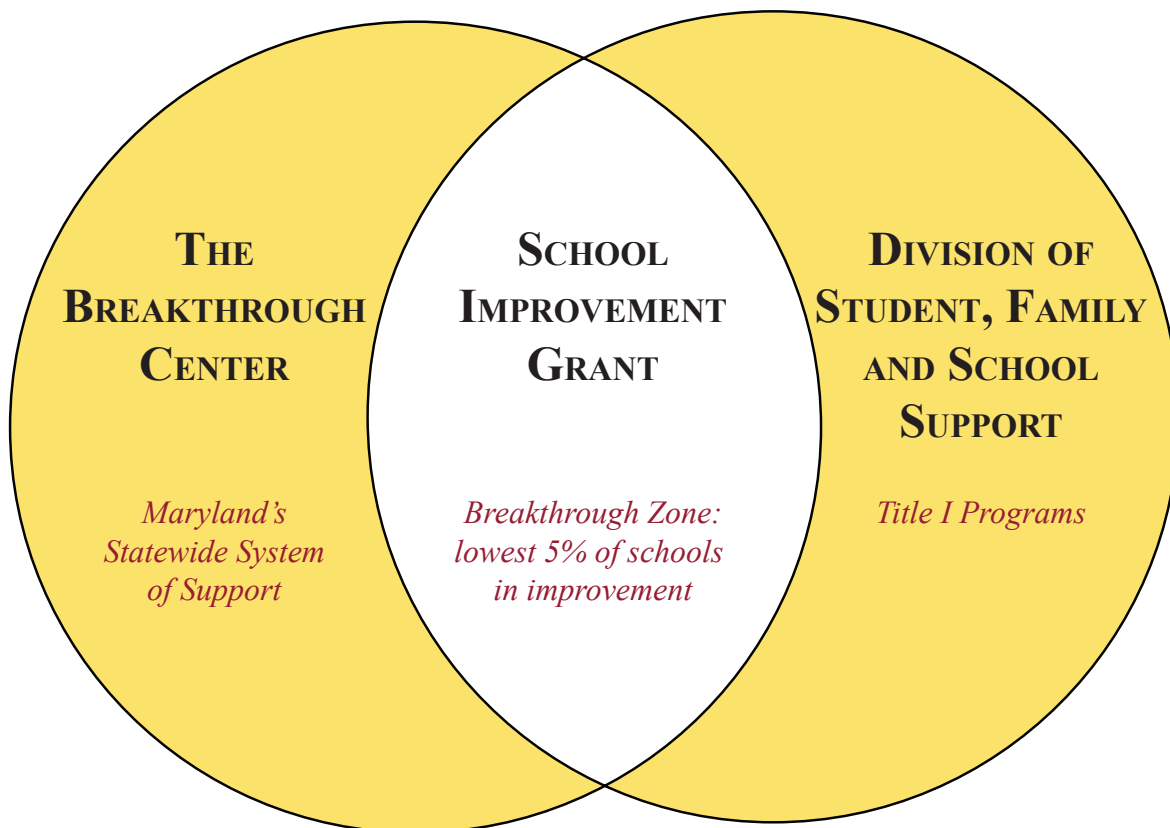 The
Breakthrough
Center
Maryland’s
Statewide System
of Support
School
Improvement
Grant
Breakthrough Zone:
lowest 5% of schools
in improvement
Division of
Student, Family
and School
Support
Title I Programs